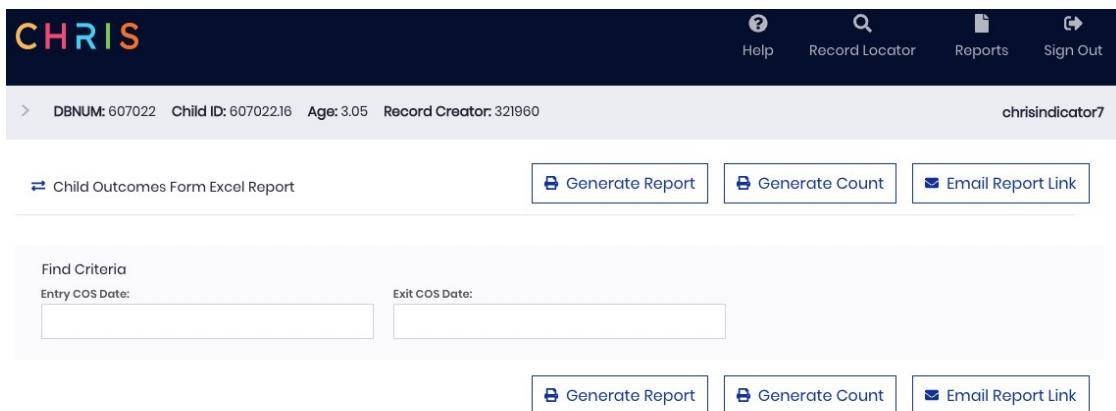 CHRIS
Help Record Locator Reports Sign Out
DBNUM: 607022 Child ID: 607022.16 Age: 3.05 Record Creator: 321960 chrisindicator7
Child Outcomes Form Excel Report Generate Report Generate Count Email Report Link
Find Criteria
Entry COS Date: Exit COS Date:
Generate Report Generate Count Email Report Link